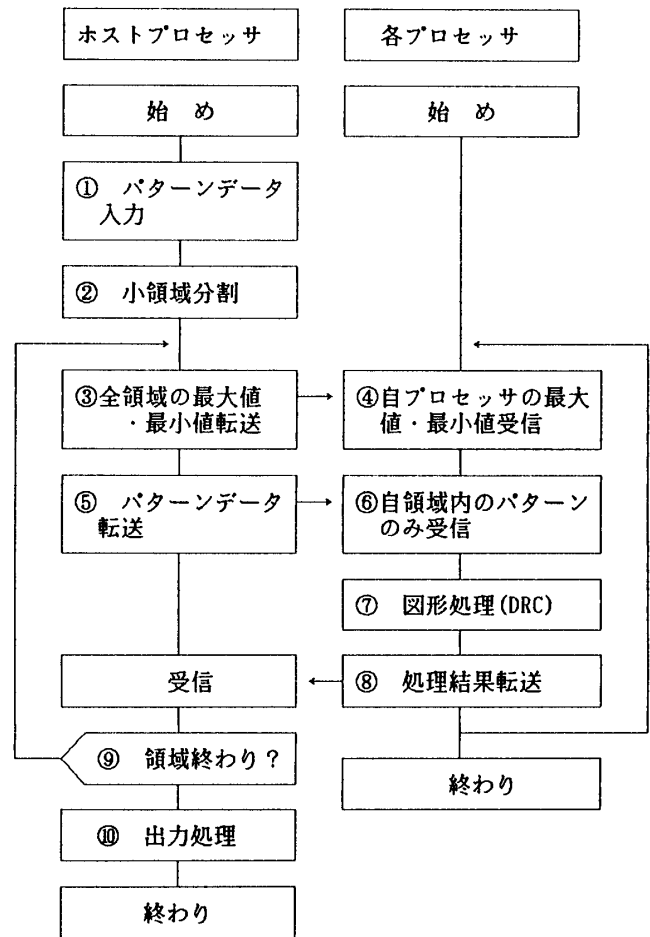 ホストプロセッサ
各プロセッサ
始 め
始 め
① パターンデータ
入力
② 小領域分割
③全領域の最大値
・最小値転送
④自プロセッサの最大
値・最小値受信
⑤ パターンデータ
転送
⑥自領域内のパターン
のみ受信
⑦ 図形処理(DRC)
受信
⑧ 処理結果転送
⑨ 領域終わり?
終わり
⑩ 出力処理
終わり